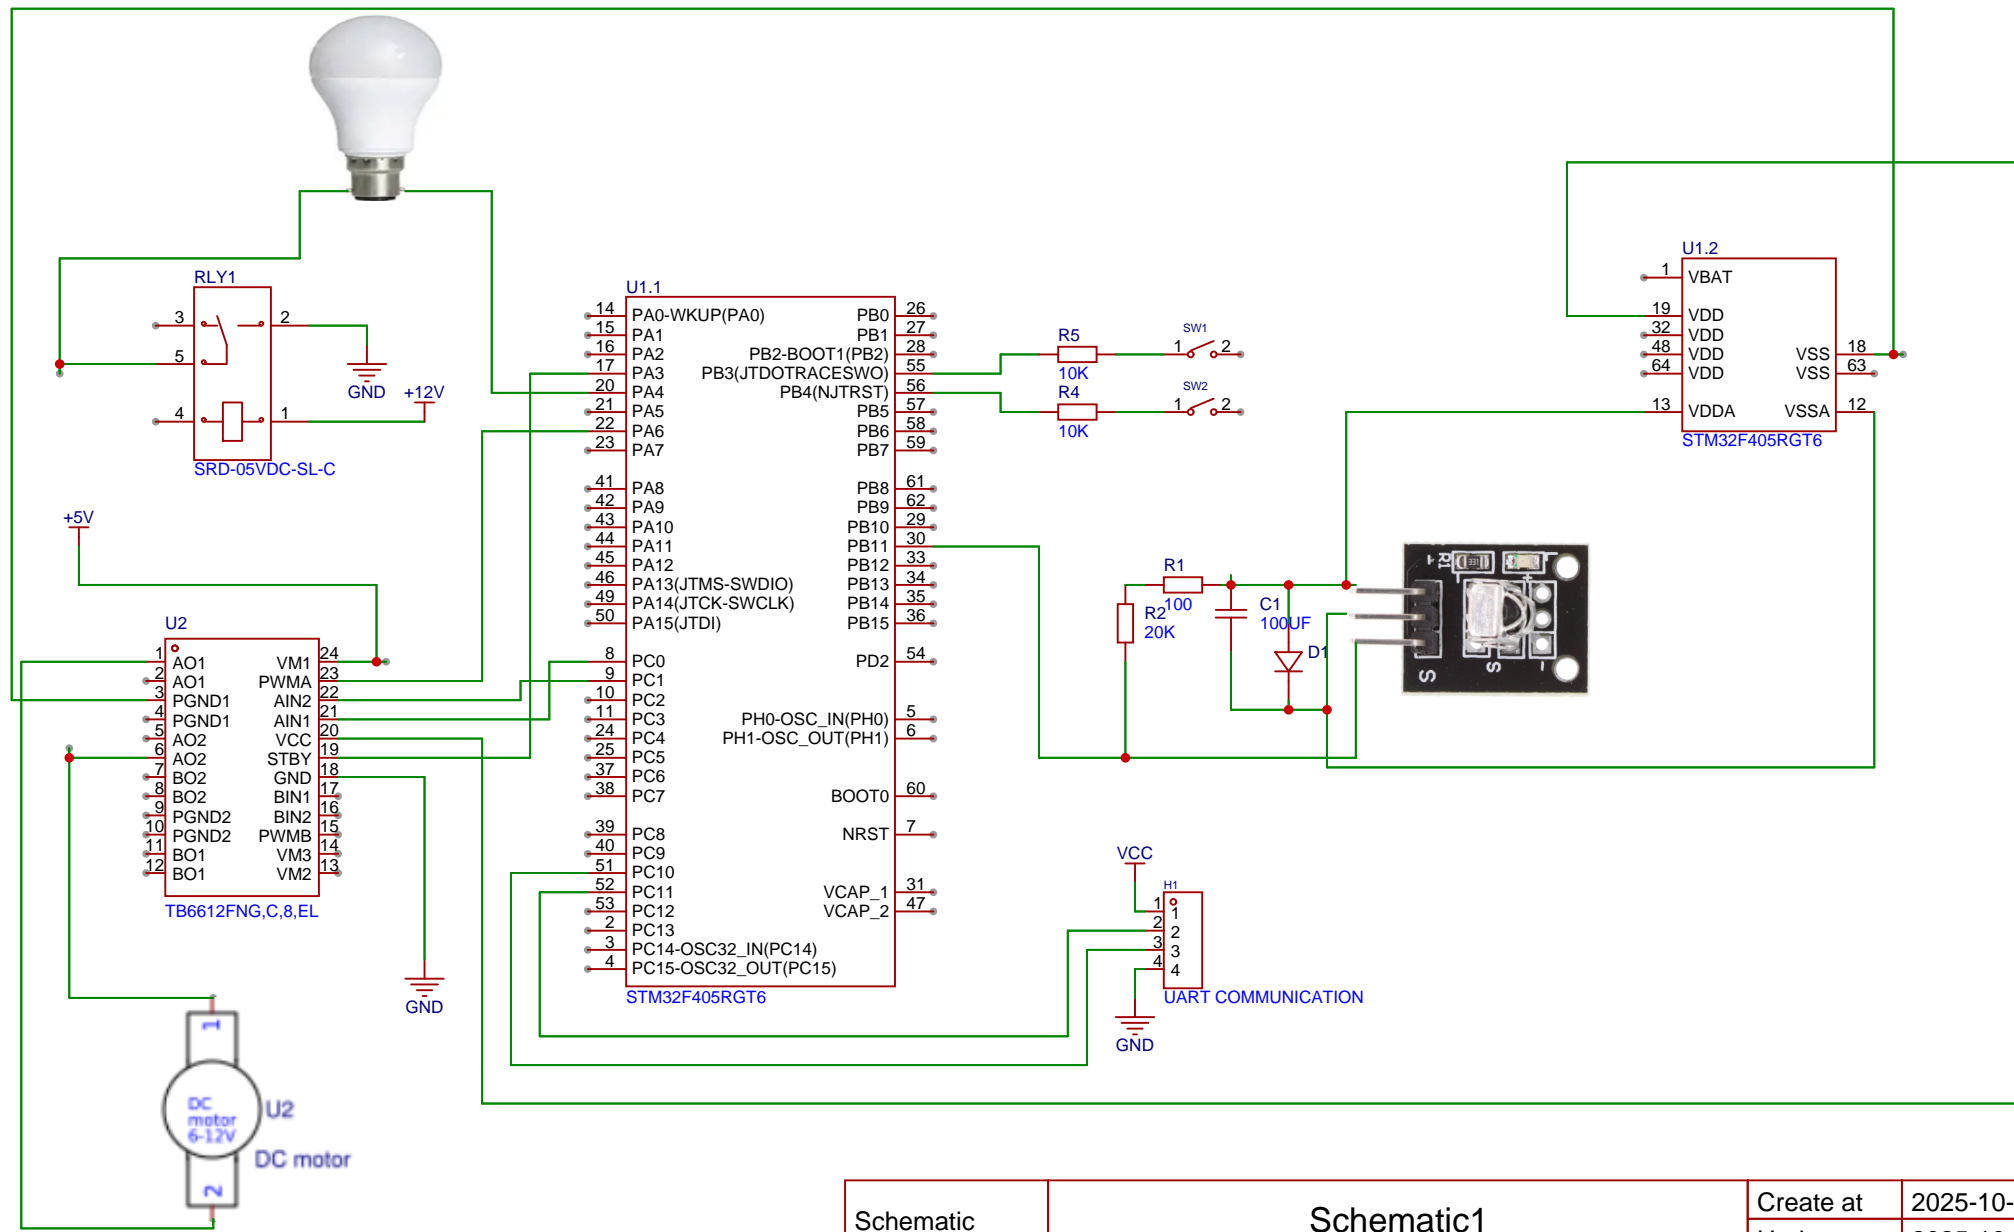 RLY1
3
2
5
4
1
GND
+12V
SRD-05VDC-SL-C
+5V
U2
1 AO1
2 AO1
3 PGND1
4 PGND1
5 AO2
6 AO2
7 BO2
8 BO2
9 PGND2
10 PGND2
11 BO1
12 BO1
VM1 24
PWMA 23
AIN2 22
AIN1 21
VCC 20
STBY 19
GND 18
BIN1 17
BIN2 16
PWMB 15
VM3 14
VM2 13
TB6612FNG,C,8,EL
GND
1
DC
motor
6-12V
U2
DC motor
2
U1.1
14 PA0-WKUP(PA0)
15 PA1
16 PA2
17 PA3
20 PA4
21 PA5
22 PA6
23 PA7
41 PA8
42 PA9
43 PA10
44 PA11
45 PA12
46 PA13(JTMS-SWDIO)
49 PA14(JTCK-SWCLK)
50 PA15(JTDI)
8 PC0
9 PC1
10 PC2
11 PC3
24 PC4
25 PC5
37 PC6
38 PC7
39 PC8
40 PC9
51 PC10
52 PC11
53 PC12
2 PC13
3 PC14-OSC32_IN(PC14)
4 PC15-OSC32_OUT(PC15)
PB0 26
PB1 27
PB2-BOOT1(PB2) 28
PB3(JTDOTRACESWO) 55
PB4(NJTRST) 56
PB5 57
PB6 58
PB7 59
PB8 61
PB9 62
PB10 29
PB11 30
PB12 33
PB13 34
PB14 35
PB15 36
PD2 54
PH0-OSC_IN(PH0) 5
PH1-OSC_OUT(PH1) 6
BOOT0 60
NRST 7
VCAP_1 31
VCAP_2 47
STM32F405RGT6
R5
10K
SW1
1 2
R4
10K
SW2
1 2
R1
100
R2
20K
C1
100UF
D1
R1
S
S
VCC
H1
1 1
2 2
3 3
4 4
UART COMMUNICATION
GND
U1.2
1 VBAT
19 VDD
32 VDD
48 VDD
64 VDD
13 VDDA
VSS 18
VSS 63
VSSA 12
STM32F405RGT6
Schematic
Schematic1
Create at
2025-10-